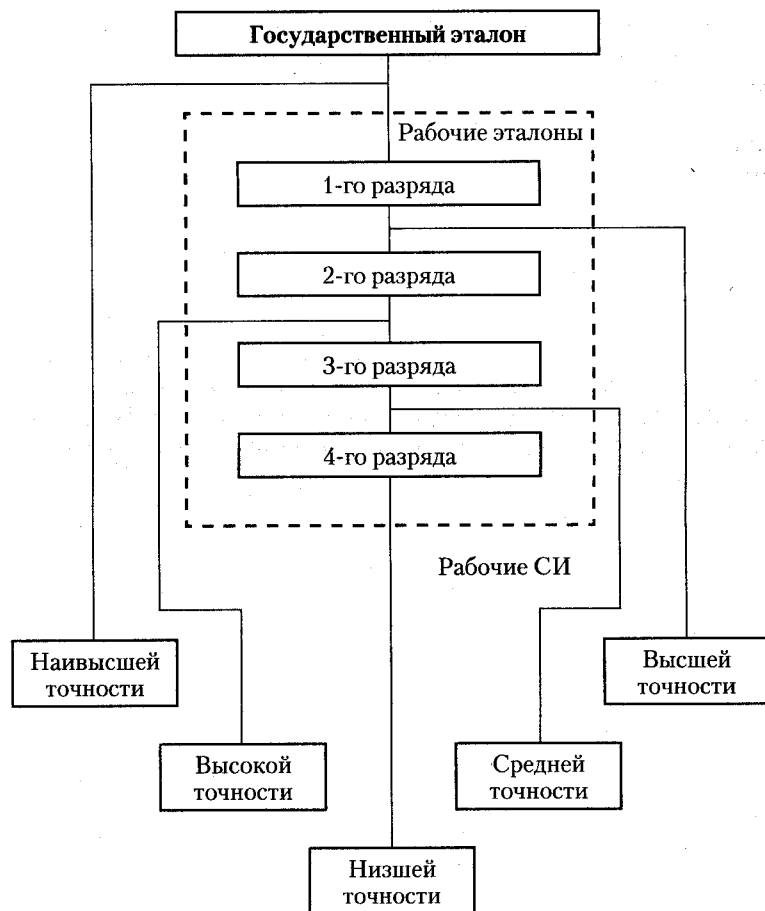 Государственный эталон
Рабочие эталоны
1-го разряда
2-го разряда
3-го разряда
4-го разряда
Рабочие СИ
Наивысшей
точности
Высшей
точности
Высокой
точности
Средней
точности
Низшей
точности